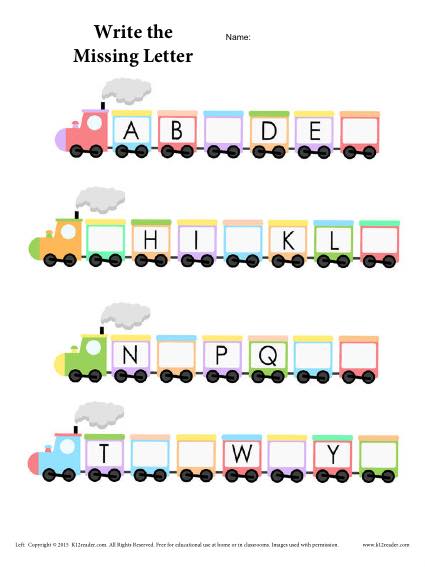 Write the
Missing Letter
Name:
A B D E
H I K L
N P Q
T W Y
Left Copyright © 2015 K12reader.com. All Rights Reserved. Free for educational use at home or in classrooms. Images used with permission. www.k12reader.com